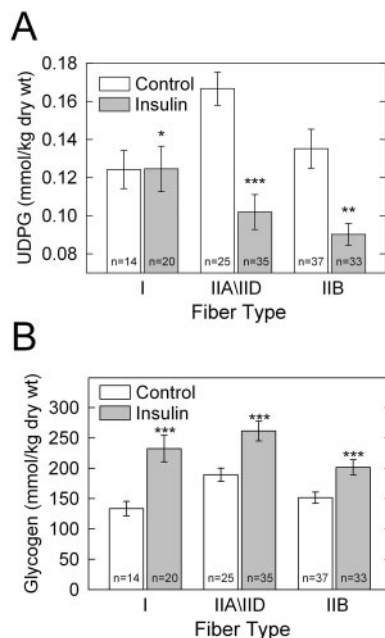 A
UDPG (mmol/kg dry wt)
0.18
0.16
0.14
0.12
0.10
0.08
Control
Insulin
*
***
**
n=14
n=20
n=25
n=35
n=37
n=33
I
IIA\IID
IIB
Fiber Type
B
Glycogen (mmol/kg dry wt)
300
250
200
150
100
50
0
Control
Insulin
***
***
***
n=14
n=20
n=25
n=35
n=37
n=33
I
IIA\IID
IIB
Fiber Type